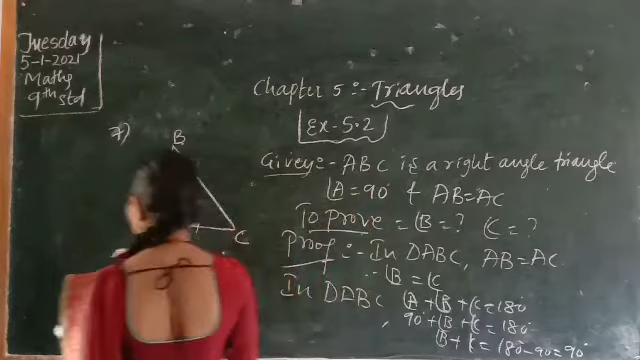 Tuesday
5-1-2021
Maths
9th std
Chapter 5 :- Triangles
Ex-5.2
7)
B
C
Given:- ABC is a right angle triangle
∠A = 90° & AB = AC
To prove = ∠B = ? ∠C = ?
Proof :- In ΔABC, AB = AC
∴ ∠B = ∠C
In ΔABC ∠A + ∠B + ∠C = 180°
90° + ∠B + ∠C = 180°
∠B + ∠C = 180° - 90 = 90°